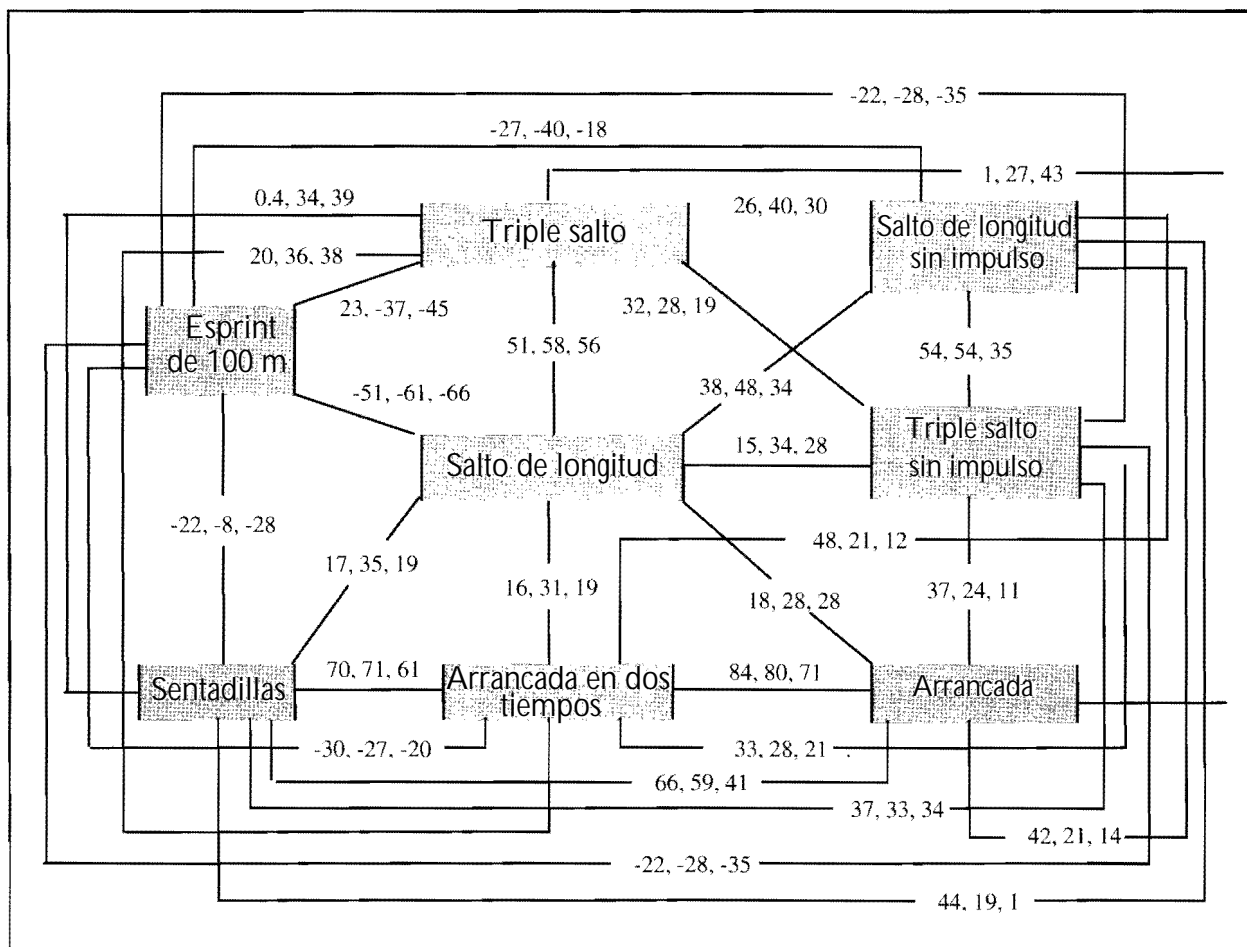 -22, -28, -35
-27, -40, -18
1, 27, 43
0.4, 34, 39
26, 40, 30
Triple salto
Salto de longitud
sin impulso
20, 36, 38
23, -37, -45
32, 28, 19
Esprint
de 100 m
51, 58, 56
54, 54, 35
-51, -61, -66
38, 48, 34
Triple salto
sin impulso
15, 34, 28
Salto de longitud
-22, -8, -28
48, 21, 12
17, 35, 19
16, 31, 19
18, 28, 28
37, 24, 11
Sentadillas
70, 71, 61
Arrancada en dos
tiempos
84, 80, 71
Arrancada
-30, -27, -20
33, 28, 21
66, 59, 41
37, 33, 34
42, 21, 14
-22, -28, -35
44, 19, 1